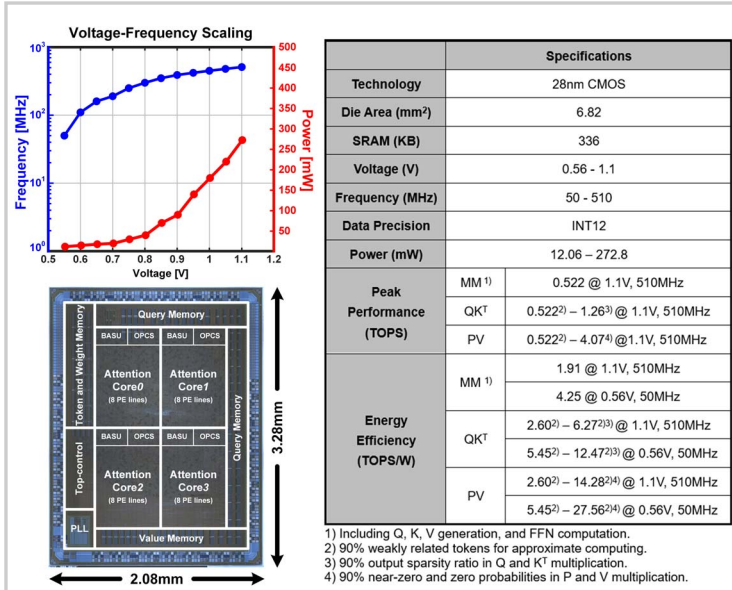 Voltage-Frequency Scaling
Frequency [MHz]
10³
10²
10¹
10⁰
500
450
400
350
300
250
200
150
100
50
Power [mW]
0.5 0.6 0.7 0.8 0.9 1 1.1 1.2
Voltage [V]
Token and Weight Memory
Query Memory
BASU OPCS BASU OPCS
Attention Core0 (8 PE lines)
Attention Core1 (8 PE lines)
Query Memory
Top-control
BASU OPCS BASU OPCS
Attention Core2 (8 PE lines)
Attention Core3 (8 PE lines)
PLL
Value Memory
3.28mm
2.08mm
Specifications
Technology 28nm CMOS
Die Area (mm²) 6.82
SRAM (KB) 336
Voltage (V) 0.56 - 1.1
Frequency (MHz) 50 - 510
Data Precision INT12
Power (mW) 12.06 – 272.8
Peak Performance (TOPS)
MM ¹⁾ 0.522 @ 1.1V, 510MHz
QKᵀ 0.522²⁾ – 1.26³⁾ @ 1.1V, 510MHz
PV 0.522²⁾ – 4.07⁴⁾ @1.1V, 510MHz
Energy Efficiency (TOPS/W)
MM ¹⁾ 1.91 @ 1.1V, 510MHz
4.25 @ 0.56V, 50MHz
QKᵀ 2.60²⁾ – 6.27²⁾³⁾ @ 1.1V, 510MHz
5.45²⁾ – 12.47²⁾³⁾ @ 0.56V, 50MHz
PV 2.60²⁾ – 14.28²⁾⁴⁾ @ 1.1V, 510MHz
5.45²⁾ – 27.56²⁾⁴⁾ @ 0.56V, 50MHz
1) Including Q, K, V generation, and FFN computation.
2) 90% weakly related tokens for approximate computing.
3) 90% output sparsity ratio in Q and Kᵀ multiplication.
4) 90% near-zero and zero probabilities in P and V multiplication.